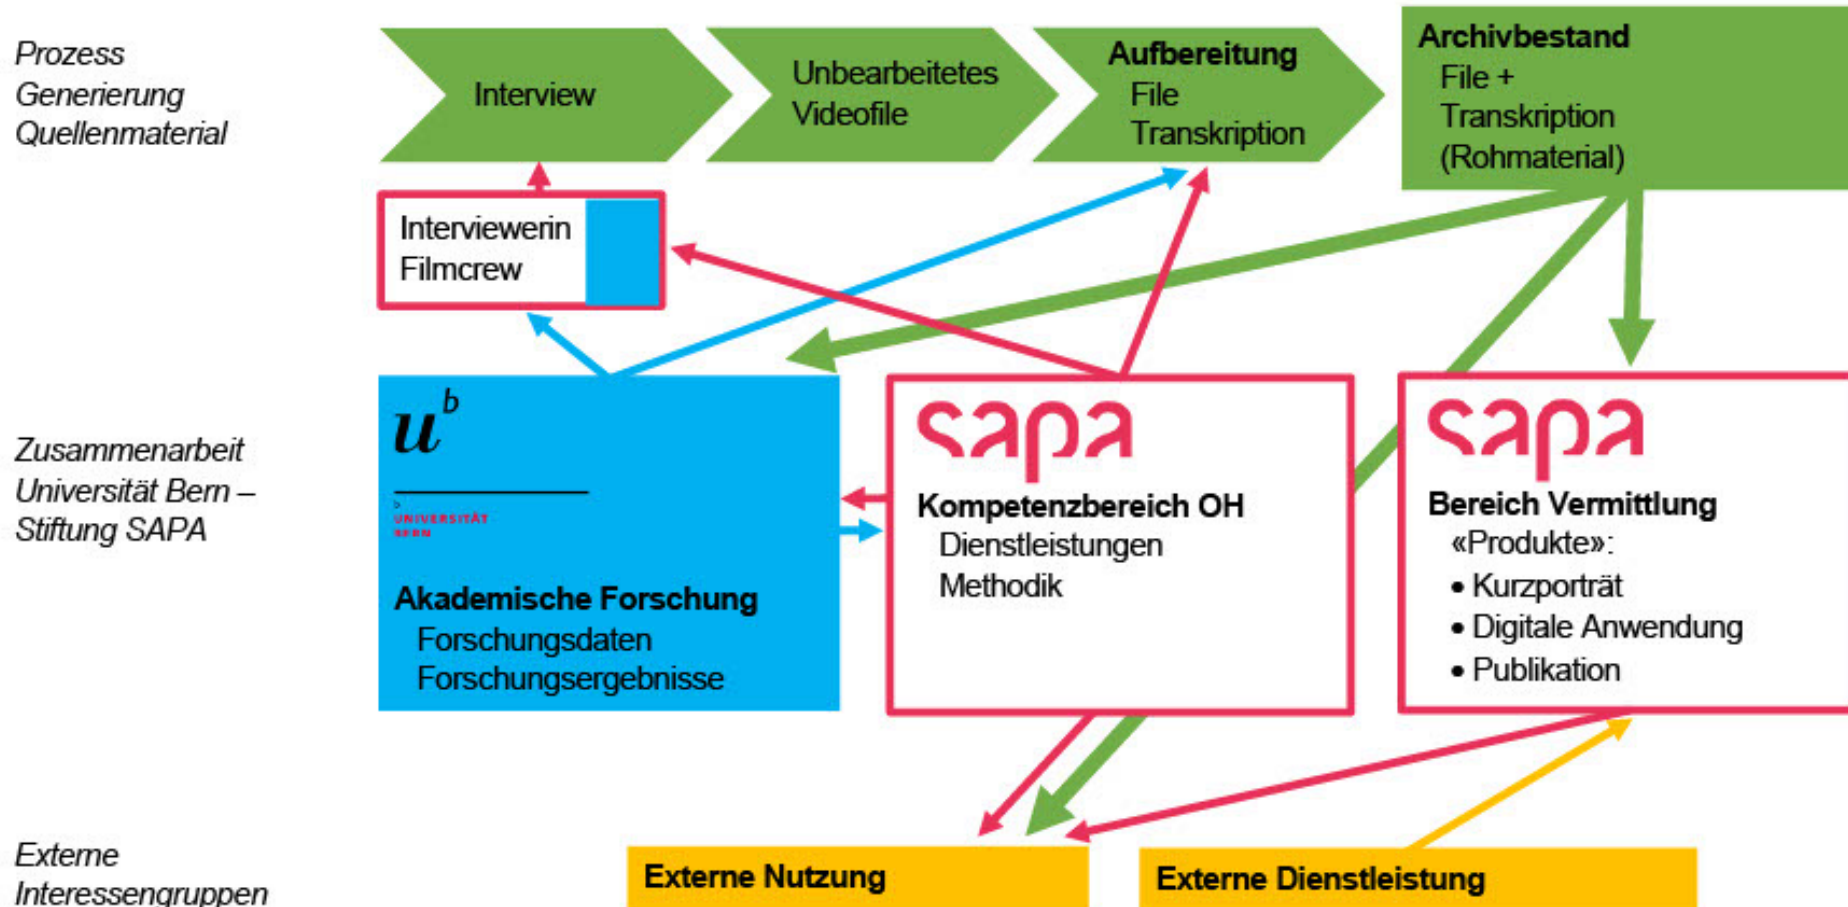 Prozess
Generierung
Quellenmaterial
Interview
Unbearbeitetes
Videofile
Aufbereitung
File
Transkription
Archivbestand
File +
Transkription
(Rohmaterial)
Interviewerin
Filmcrew
Zusammenarbeit
Universität Bern –
Stiftung SAPA
u^b
b
UNIVERSITÄT
BERN
Akademische Forschung
Forschungsdaten
Forschungsergebnisse
sapa
Kompetenzbereich OH
Dienstleistungen
Methodik
sapa
Bereich Vermittlung
«Produkte»:
• Kurzporträt
• Digitale Anwendung
• Publikation
Externe
Interessengruppen
Externe Nutzung
Externe Dienstleistung